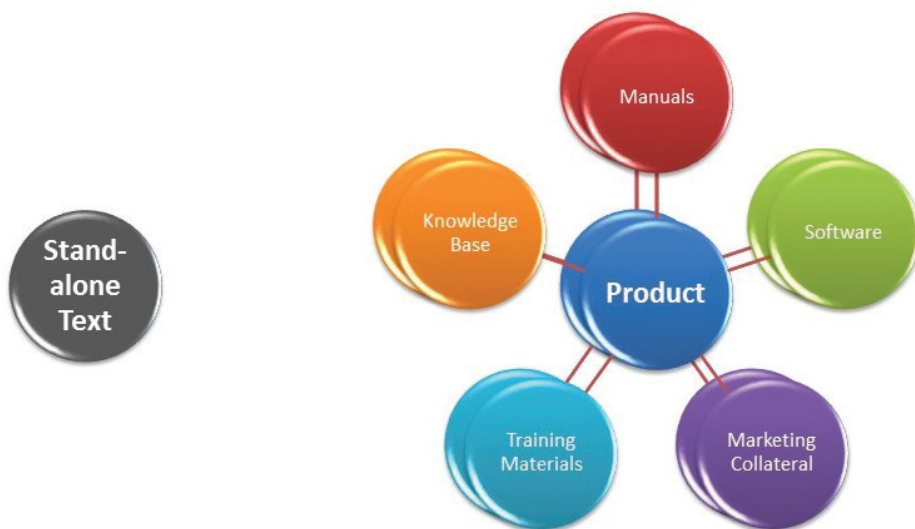 Stand-
alone
Text
Manuals
Knowledge
Base
Software
Product
Training
Materials
Marketing
Collateral